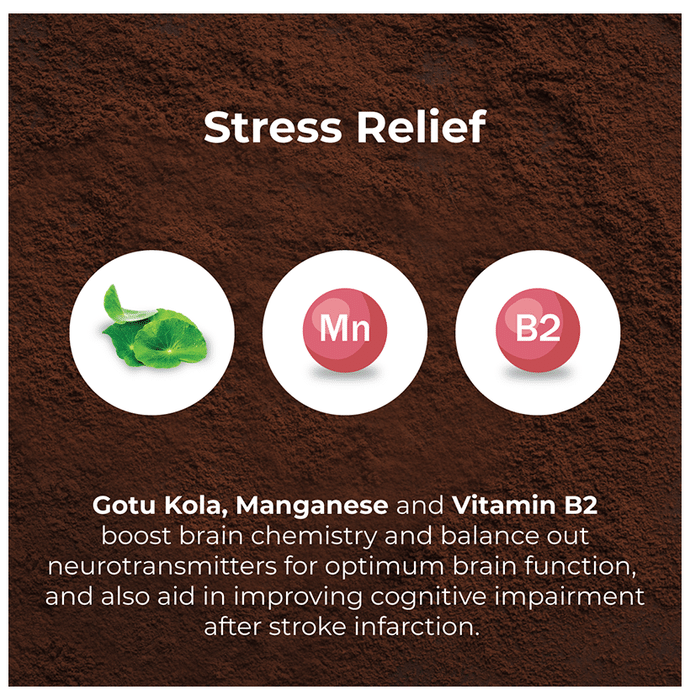 Stress Relief
Mn
B2
Gotu Kola, Manganese and Vitamin B2
boost brain chemistry and balance out
neurotransmitters for optimum brain function,
and also aid in improving cognitive impairment
after stroke infarction.